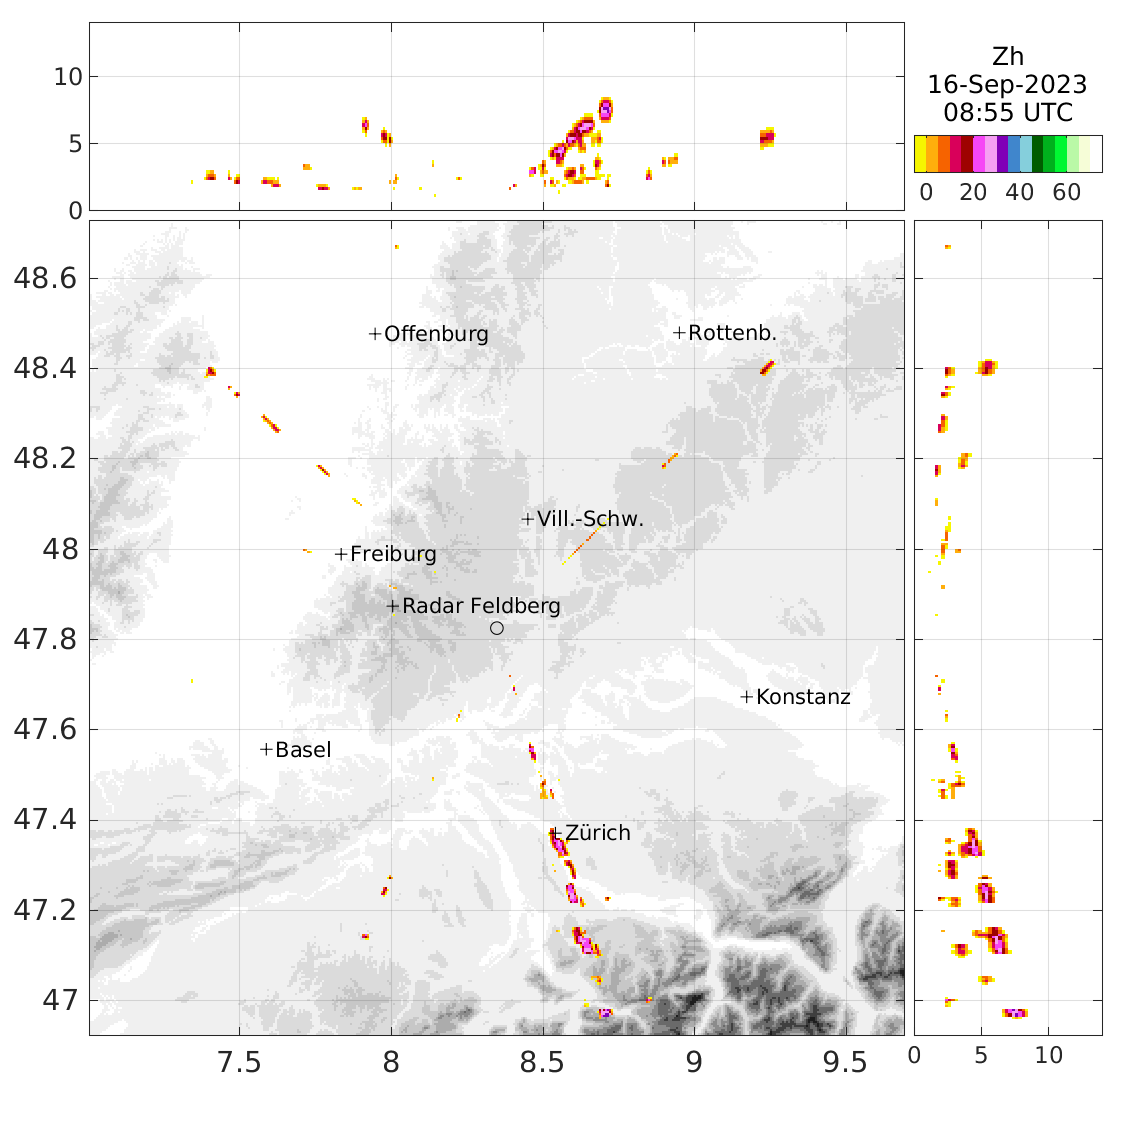 10
5
0
Zh
16-Sep-2023
08:55 UTC
0 20 40 60
48.6
48.4
48.2
48
47.8
47.6
47.4
47.2
47
Offenburg
Rottenb.
Vill.-Schw.
Freiburg
Radar Feldberg
Konstanz
Basel
Zürich
7.5 8 8.5 9 9.5
0 5 10